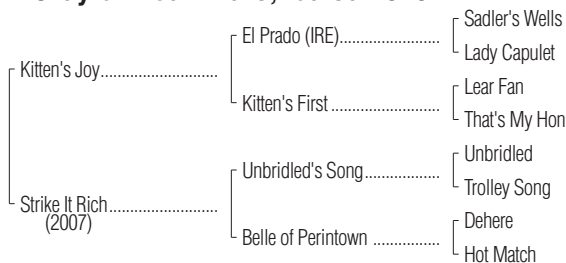 Sadler's Wells
El Prado (IRE)....................
Lady Capulet
Kitten's Joy........................
Lear Fan
Kitten's First ......................
That's My Hon
Unbridled
Unbridled's Song...............
Trolley Song
Strike It Rich......................
(2007)
Dehere
Belle of Perintown .............
Hot Match